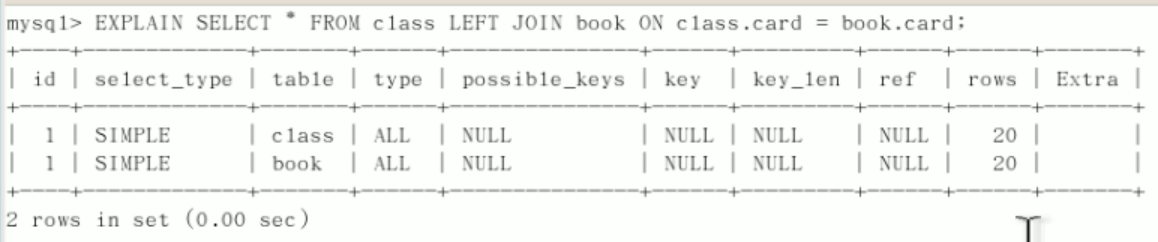 mysql> EXPLAIN SELECT * FROM class LEFT JOIN book ON class.card = book.card;
+----+-------------+-------+------+---------------+------+---------+------+------+-------+
| id | select_type | table | type | possible_keys | key | key_len | ref | rows | Extra |
+----+-------------+-------+------+---------------+------+---------+------+------+-------+
| 1 | SIMPLE | class | ALL | NULL | NULL | NULL | NULL | 20 | |
| 1 | SIMPLE | book | ALL | NULL | NULL | NULL | NULL | 20 | |
+----+-------------+-------+------+---------------+------+---------+------+------+-------+
2 rows in set (0.00 sec)